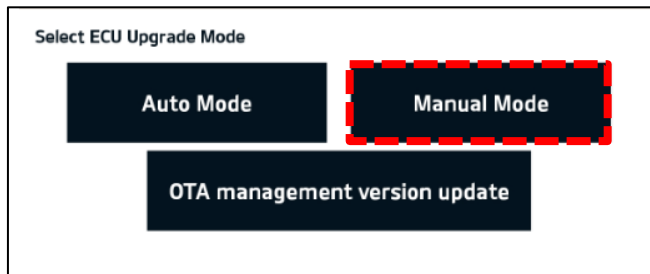 Select ECU Upgrade Mode
Auto Mode
Manual Mode
OTA management version update